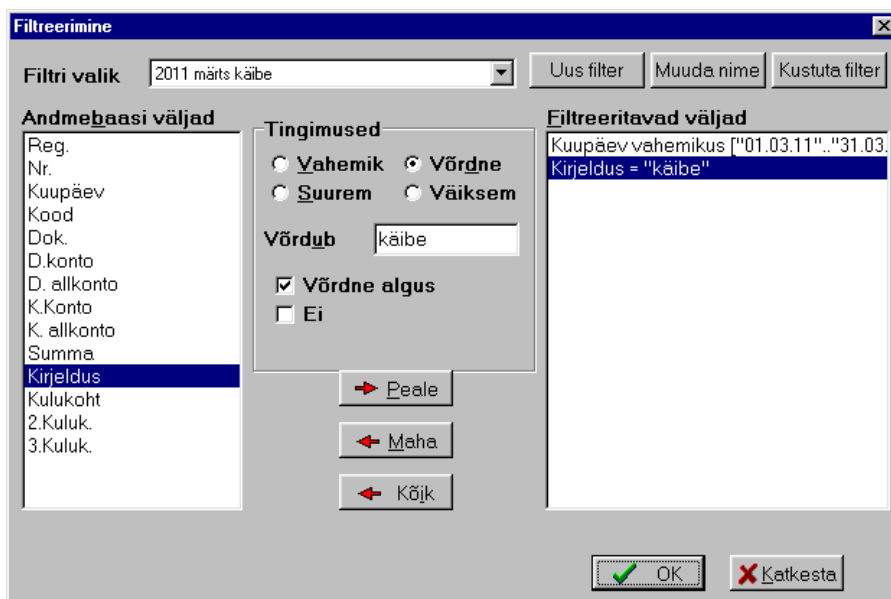 Filtreerimine
Filtri valik
2011 märts käibe
Uus filter
Muuda nime
Kustuta filter
Andmebaasi väljad
Reg.
Nr.
Kuupäev
Kood
Dok.
D.konto
D. allkonto
K.Konto
K. allkonto
Summa
Kirjeldus
Kulukoht
2.Kuluk.
3.Kuluk.
Tingimused
Vahemik
Võrdne
Suurem
Väiksem
Võrdub
käibe
Võrdne algus
Ei
Peale
Maha
Kõik
Filtreeritavad väljad
Kuupäev vahemikus ["01.03.11".."31.03.
Kirjeldus = "käibe"
OK
Katkesta